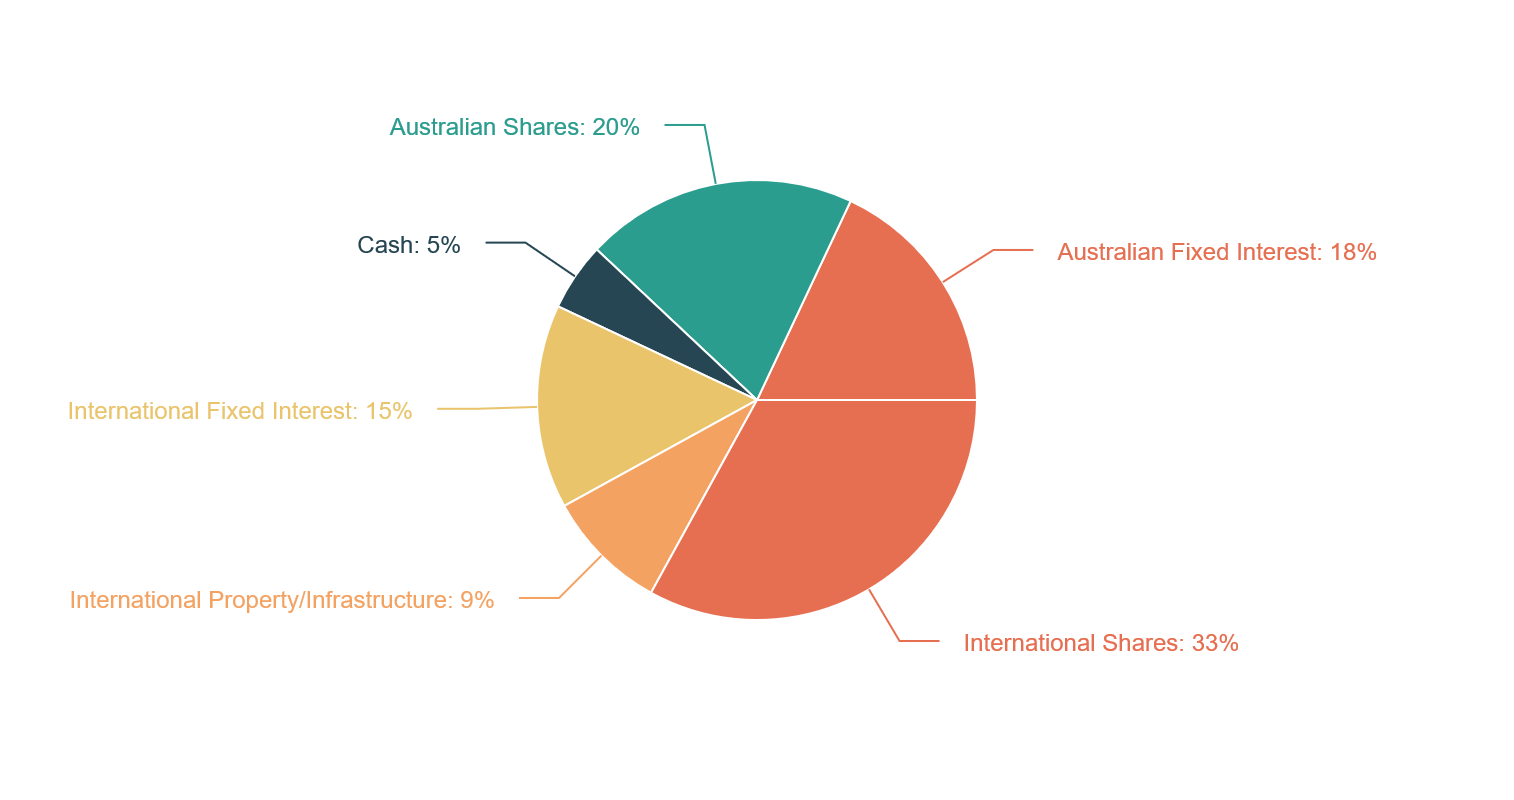 Australian Shares: 20%
Cash: 5%
Australian Fixed Interest: 18%
International Fixed Interest: 15%
International Property/Infrastructure: 9%
International Shares: 33%